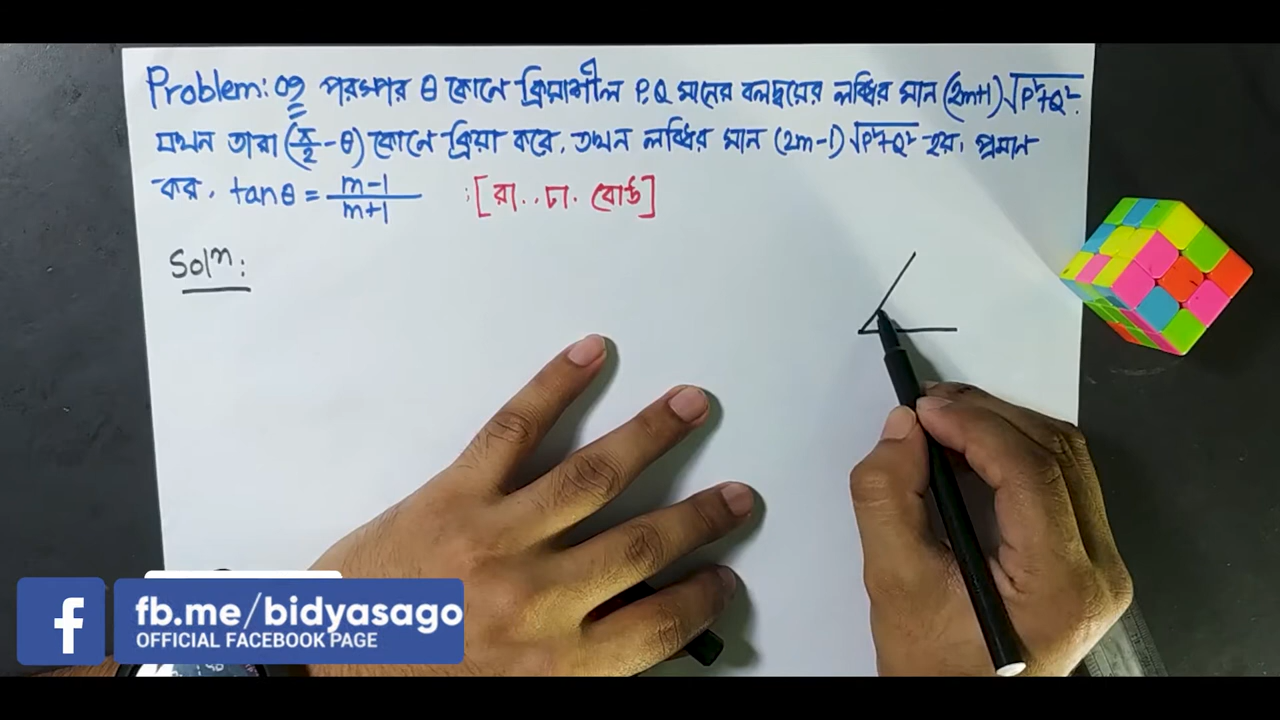 Problem: 09 পরস্পর θ কোনে ক্রিয়াশীল P,Q মানের বলদ্বয়ের লব্ধির মান (2m+1)√P²+Q².
যখন তারা (π/2 - θ) কোনে ক্রিয়া করে, তখন লব্ধির মান (2m-1)√P²+Q² হয়, প্রমান
কর, tanθ = m-1/m+1 :[রা..ঢা. বোর্ড]
Solⁿ:
fb.me/bidyasago
OFFICIAL FACEBOOK PAGE